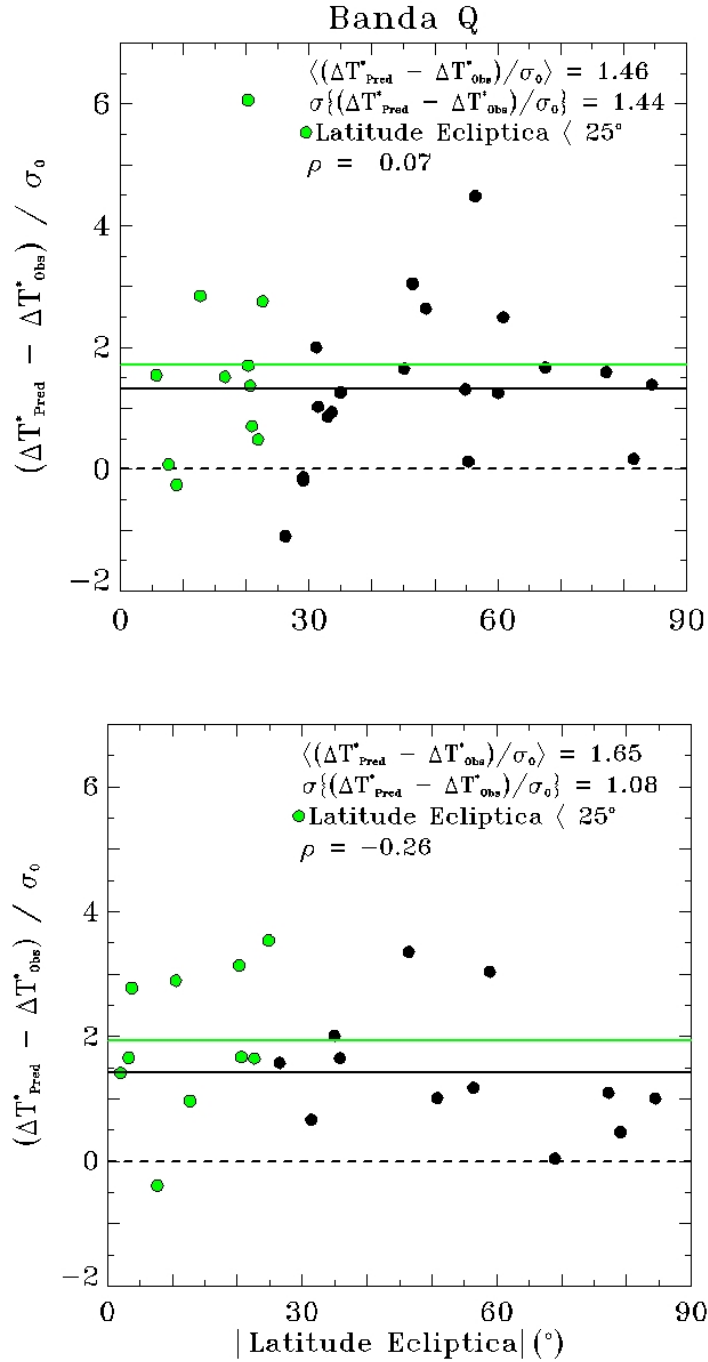 Banda Q
⟨(ΔT*Pred − ΔT*Obs)/σ0⟩ = 1.46
σ{(ΔT*Pred − ΔT*Obs)/σ0} = 1.44
Latitude Ecliptica ⟨ 25°
ρ = 0.07
(ΔT*Pred − ΔT*Obs) / σ0
6
4
2
0
−2
0 30 60 90
⟨(ΔT*Pred − ΔT*Obs)/σ0⟩ = 1.65
σ{(ΔT*Pred − ΔT*Obs)/σ0} = 1.08
Latitude Ecliptica ⟨ 25°
ρ = −0.26
(ΔT*Pred − ΔT*Obs) / σ0
6
4
2
0
−2
0 30 60 90
|Latitude Ecliptica|(°)